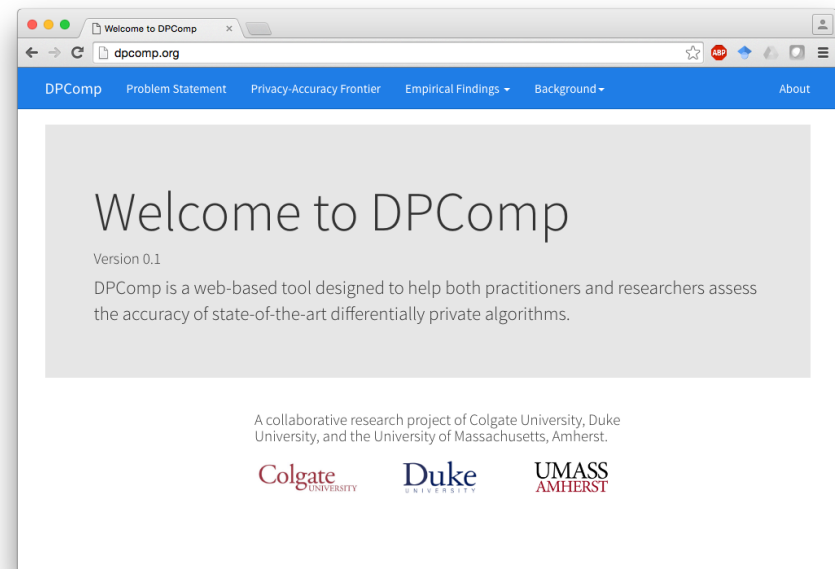 Welcome to DPComp
dpcomp.org
ABP
DPComp Problem Statement Privacy-Accuracy Frontier Empirical Findings Background About
Welcome to DPComp
Version 0.1
DPComp is a web-based tool designed to help both practitioners and researchers assess
the accuracy of state-of-the-art differentially private algorithms.
A collaborative research project of Colgate University, Duke
University, and the University of Massachusetts, Amherst.
Colgate UNIVERSITY
Duke UNIVERSITY
UMASS AMHERST